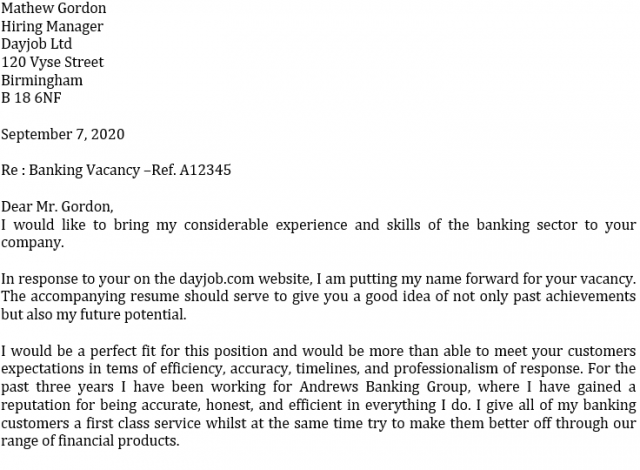 Mathew Gordon
Hiring Manager
Dayjob Ltd
120 Vyse Street
Birmingham
B 18 6NF
September 7, 2020
Re : Banking Vacancy –Ref. A12345
Dear Mr. Gordon,
I would like to bring my considerable experience and skills of the banking sector to your
company.
In response to your on the dayjob.com website, I am putting my name forward for your vacancy.
The accompanying resume should serve to give you a good idea of not only past achievements
but also my future potential.
I would be a perfect fit for this position and would be more than able to meet your customers
expectations in tems of efficiency, accuracy, timelines, and professionalism of response. For the
past three years I have been working for Andrews Banking Group, where I have gained a
reputation for being accurate, honest, and efficient in everything I do. I give all of my banking
customers a first class service whilst at the same time try to make them better off through our
range of financial products.